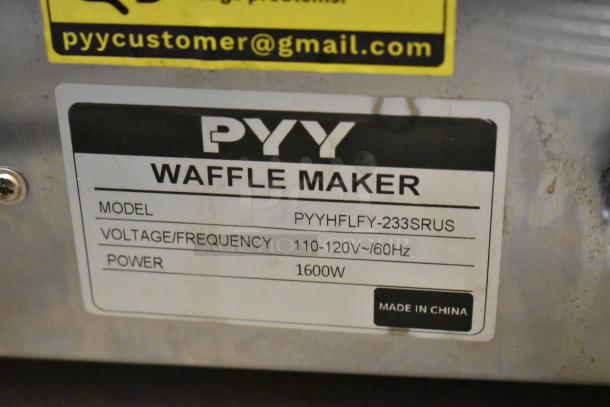 problems.
pyycustomer@gmail.com
PYY
WAFFLE MAKER
MODEL PYYHFLFY-233SRUS
VOLTAGE/FREQUENCY 110-120V~/60Hz
POWER 1600W
MADE IN CHINA